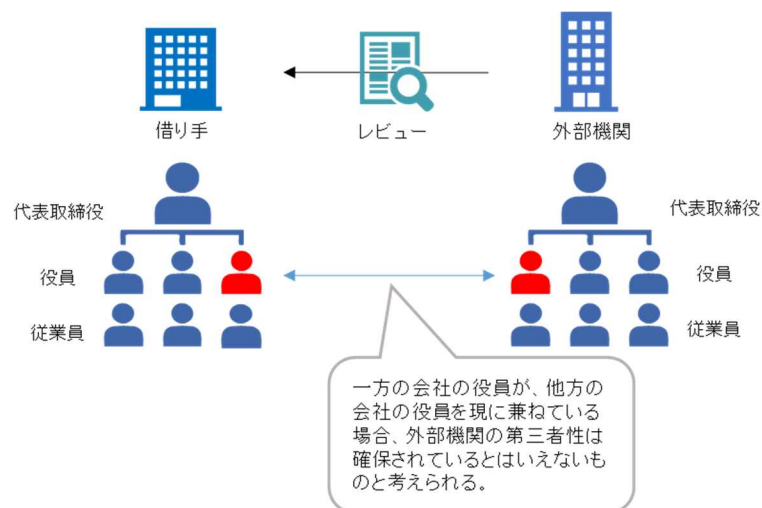 借り手
レビュー
外部機関
代表取締役
代表取締役
役員
役員
従業員
従業員
一方の会社の役員が、他方の
会社の役員を現に兼ねている
場合、外部機関の第三者性は
確保されているとはいえないも
のと考えられる。